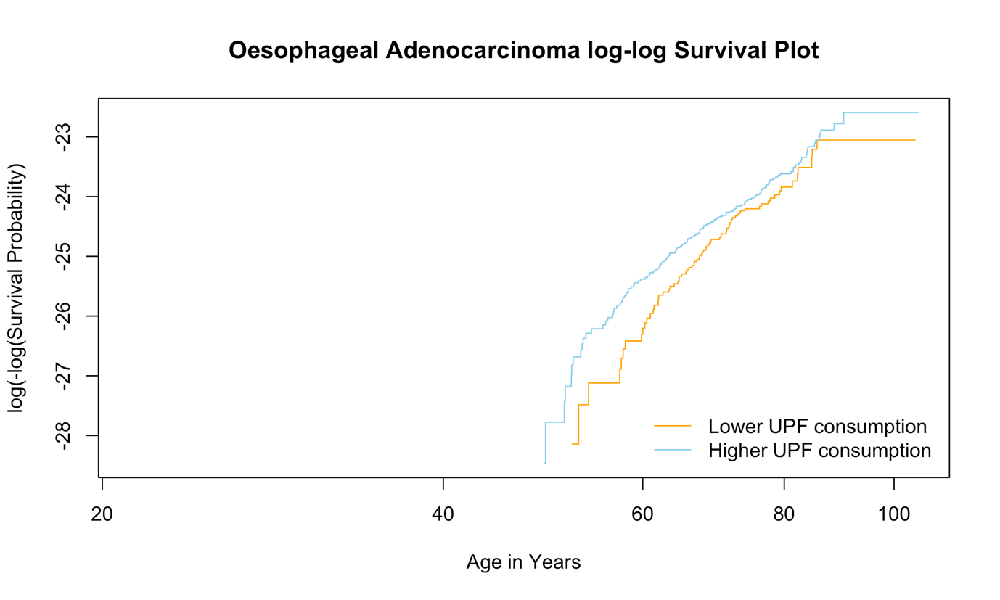 Oesophageal Adenocarcinoma log-log Survival Plot
log(-log(Survival Probability)
-23
-24
-25
-26
-27
-28
Lower UPF consumption
Higher UPF consumption
20 40 60 80 100
Age in Years